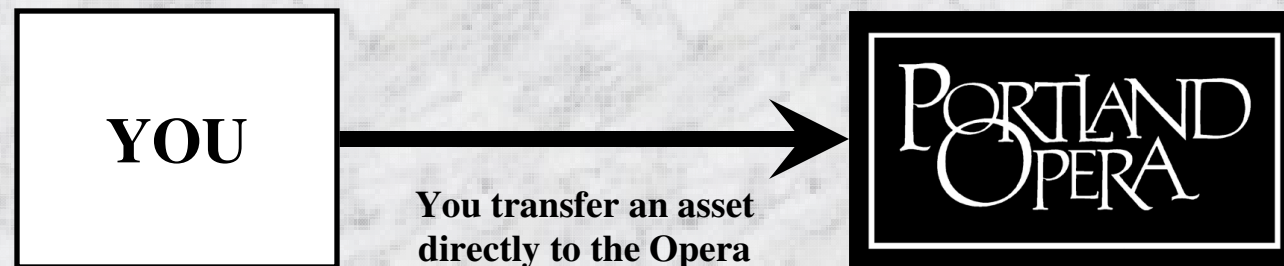 YOU
You transfer an asset
directly to the Opera
PORTLAND
OPERA